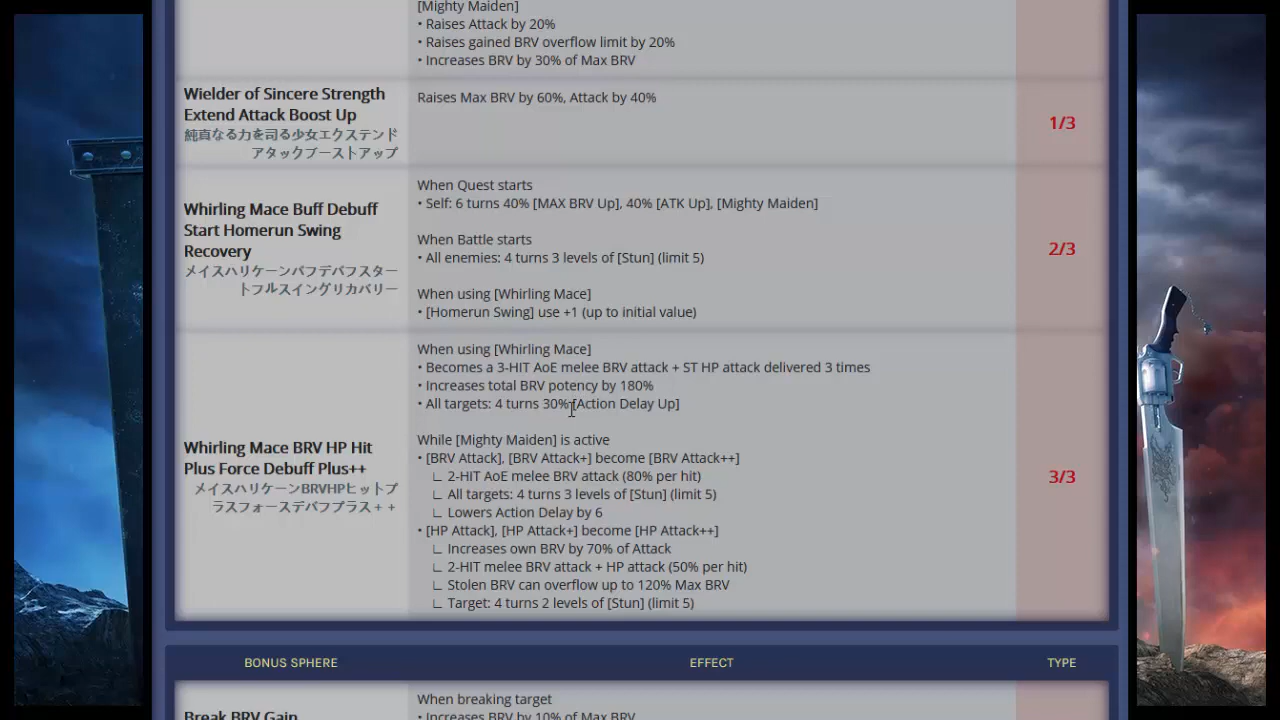 [Mighty Maiden]
• Raises Attack by 20%
• Raises gained BRV overflow limit by 20%
• Increases BRV by 30% of Max BRV
Wielder of Sincere Strength
Extend Attack Boost Up
純真なる力を司る少女エクステンド
アタックブーストアップ
Raises Max BRV by 60%, Attack by 40%
1/3
Whirling Mace Buff Debuff
Start Homerun Swing
Recovery
メイスハリケーンバフデバフスター
トフルスイングリカバリー
When Quest starts
• Self: 6 turns 40% [MAX BRV Up], 40% [ATK Up], [Mighty Maiden]
When Battle starts
• All enemies: 4 turns 3 levels of [Stun] (limit 5)
When using [Whirling Mace]
• [Homerun Swing] use +1 (up to initial value)
2/3
Whirling Mace BRV HP Hit
Plus Force Debuff Plus++
メイスハリケーンBRVHPヒットプ
ラスフォースデバフプラス＋＋
When using [Whirling Mace]
• Becomes a 3-HIT AoE melee BRV attack + ST HP attack delivered 3 times
• Increases total BRV potency by 180%
• All targets: 4 turns 30% [Action Delay Up]
While [Mighty Maiden] is active
• [BRV Attack], [BRV Attack+] become [BRV Attack++]
∟ 2-HIT AoE melee BRV attack (80% per hit)
∟ All targets: 4 turns 3 levels of [Stun] (limit 5)
∟ Lowers Action Delay by 6
• [HP Attack], [HP Attack+] become [HP Attack++]
∟ Increases own BRV by 70% of Attack
∟ 2-HIT melee BRV attack + HP attack (50% per hit)
∟ Stolen BRV can overflow up to 120% Max BRV
∟ Target: 4 turns 2 levels of [Stun] (limit 5)
3/3
BONUS SPHERE
EFFECT
TYPE
Break BRV Gain
When breaking target
• Increases BRV by 10% of Max BRV